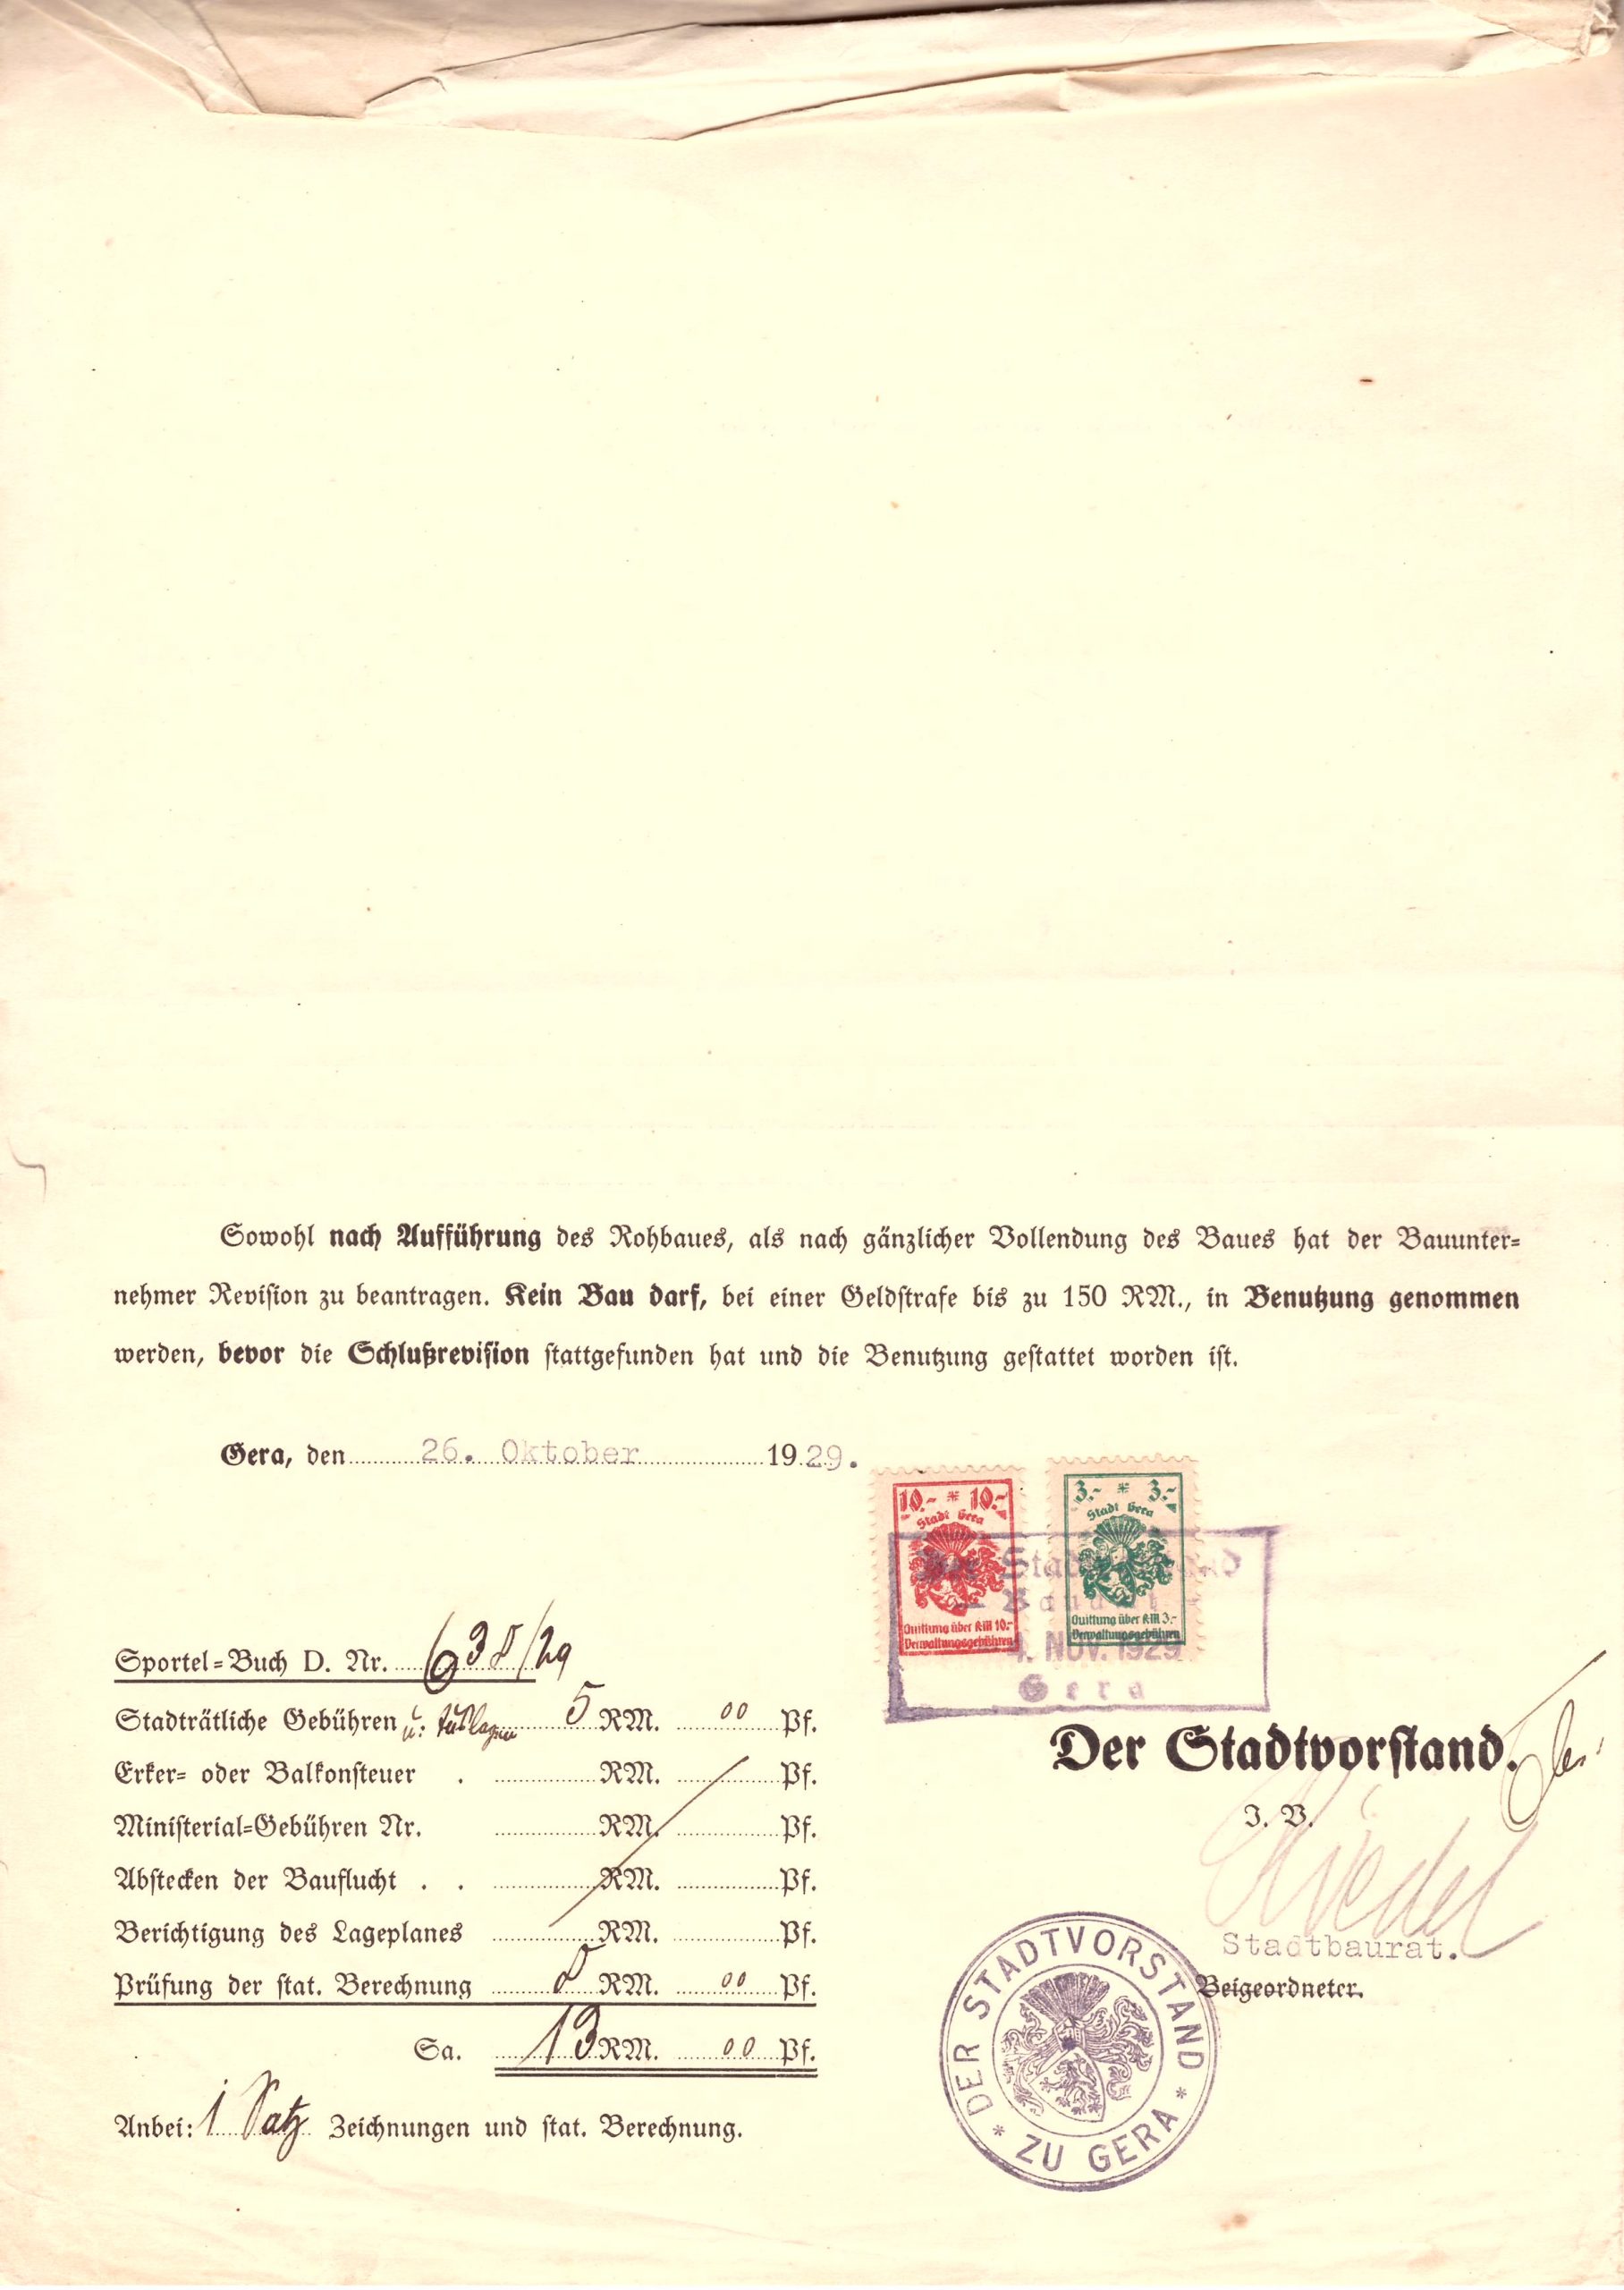 Sowohl nach Aufführung des Rohbaues, als nach gänzlicher Vollendung des Baues hat der Bauunter=
nehmer Revision zu beantragen. Kein Bau darf, bei einer Geldstrafe bis zu 150 RM., in Benutzung genommen
werden, bevor die Schlußrevision stattgefunden hat und die Benutzung gestattet worden ist.
Gera, den 26. Oktober 1929.
10.- * 10.-
Stadt Gera
Quittung über RM 10.-
Verwaltungsgebühren
3.- * 3.-
Stadt Gera
Quittung über RM 3.-
Verwaltungsgebühren
4. NOV. 1929
Gera
Sportel=Buch D. Nr. 638/29
Stadträtliche Gebühren u. Auslagen 5 RM. 00 Pf.
Erker= oder Balkonsteuer . RM. Pf.
Ministerial=Gebühren Nr. RM. Pf.
Abstecken der Bauflucht . . RM. Pf.
Berichtigung des Lageplanes RM. Pf.
Prüfung der stat. Berechnung 8 RM. 00 Pf.
Sa. 13 RM. 00 Pf.
Anbei: 1 Satz Zeichnungen und stat. Berechnung.
Der Stadtvorstand.
I. V.
Riedel
Stadtbaurat.
Beigeordneter.
DER STADTVORSTAND
* ZU GERA *